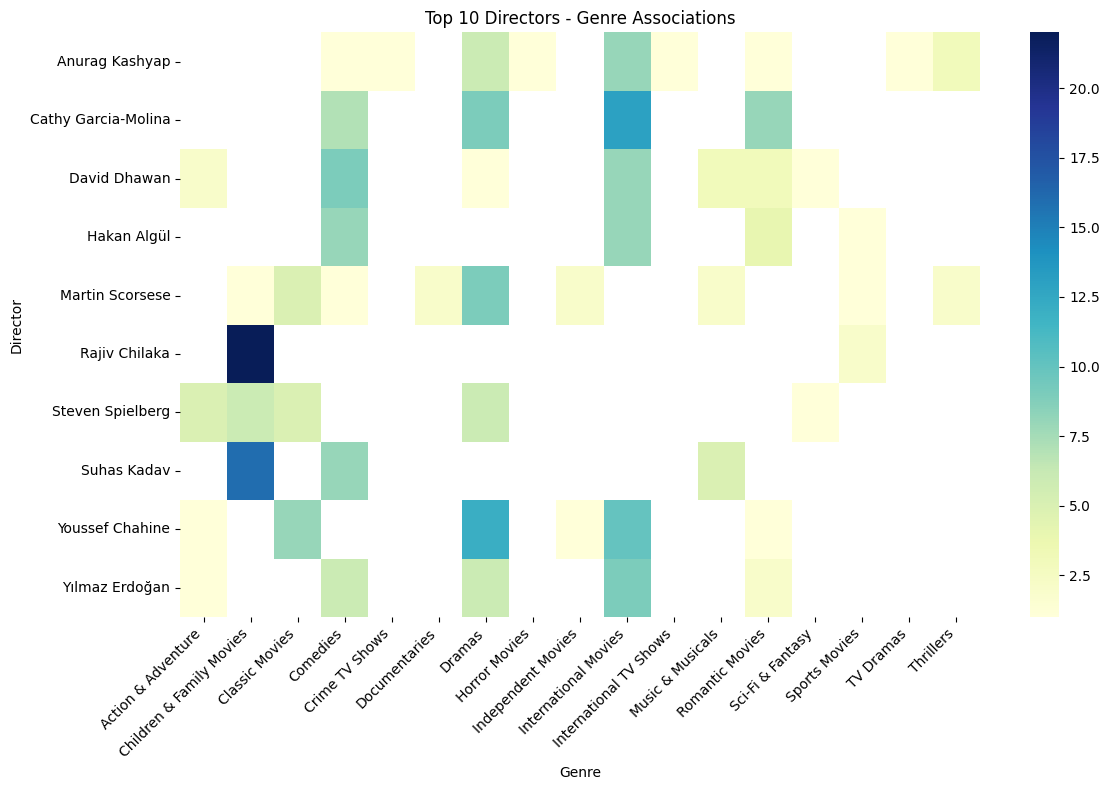 Top 10 Directors - Genre Associations
Director
Anurag Kashyap
Cathy Garcia-Molina
David Dhawan
Hakan Algül
Martin Scorsese
Rajiv Chilaka
Steven Spielberg
Suhas Kadav
Youssef Chahine
Yılmaz Erdoğan
Action & Adventure
Children & Family Movies
Classic Movies
Comedies
Crime TV Shows
Documentaries
Dramas
Horror Movies
Independent Movies
International Movies
International TV Shows
Music & Musicals
Romantic Movies
Sci-Fi & Fantasy
Sports Movies
TV Dramas
Thrillers
Genre
20.0
17.5
15.0
12.5
10.0
7.5
5.0
2.5